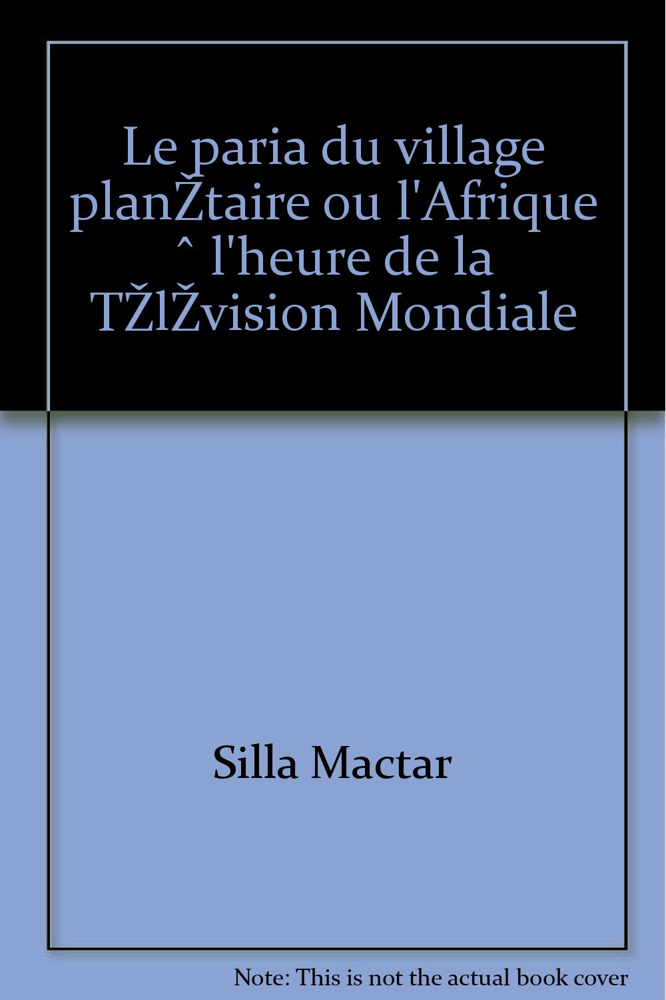 Le paria du village
planŽtaire ou l'Afrique
ˆ l'heure de la
TŽlŽvision Mondiale
Silla Mactar
Note: This is not the actual book cover